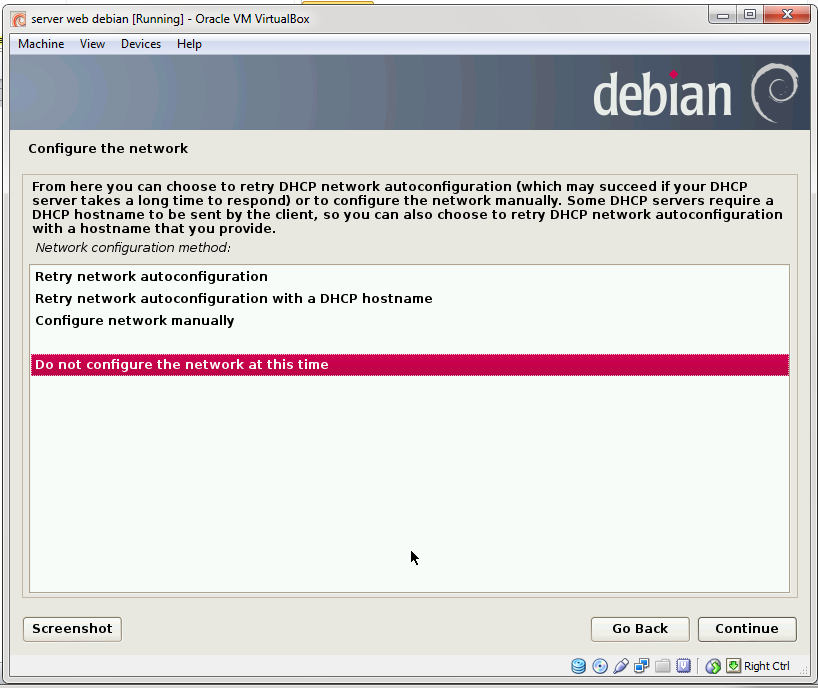 server web debian [Running] - Oracle VM VirtualBox
Machine View Devices Help
debian
Configure the network
From here you can choose to retry DHCP network autoconfiguration (which may succeed if your DHCP
server takes a long time to respond) or to configure the network manually. Some DHCP servers require a
DHCP hostname to be sent by the client, so you can also choose to retry DHCP network autoconfiguration
with a hostname that you provide.
Network configuration method:
Retry network autoconfiguration
Retry network autoconfiguration with a DHCP hostname
Configure network manually
Do not configure the network at this time
Screenshot Go Back Continue
Right Ctrl